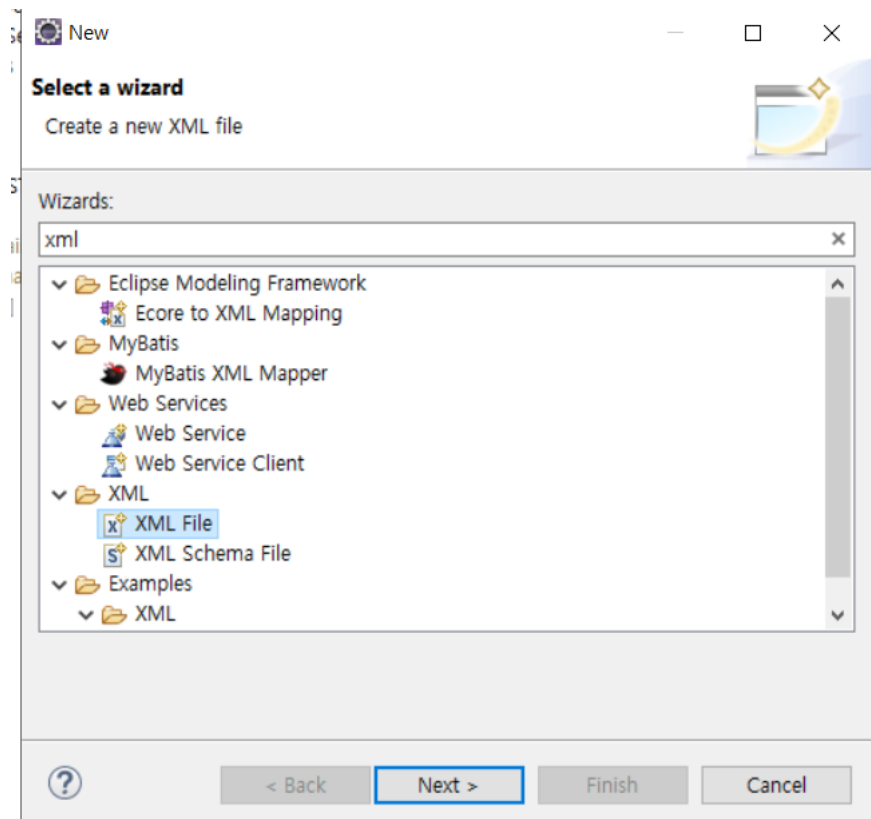 New
Select a wizard
Create a new XML file
Wizards:
xml
Eclipse Modeling Framework
Ecore to XML Mapping
MyBatis
MyBatis XML Mapper
Web Services
Web Service
Web Service Client
XML
XML File
XML Schema File
Examples
XML
< Back Next > Finish Cancel